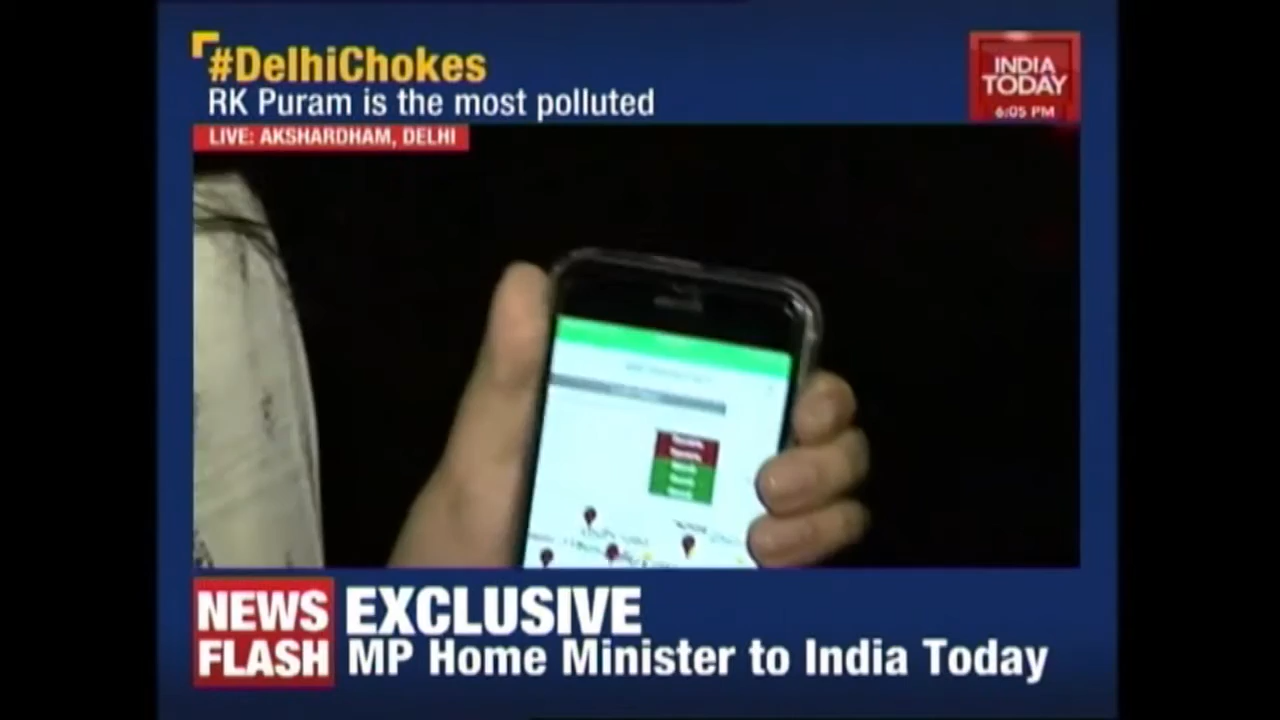 #DelhiChokes
RK Puram is the most polluted
INDIA
TODAY
6:05 PM
LIVE: AKSHARDHAM, DELHI
NEWS
FLASH
EXCLUSIVE
MP Home Minister to India Today